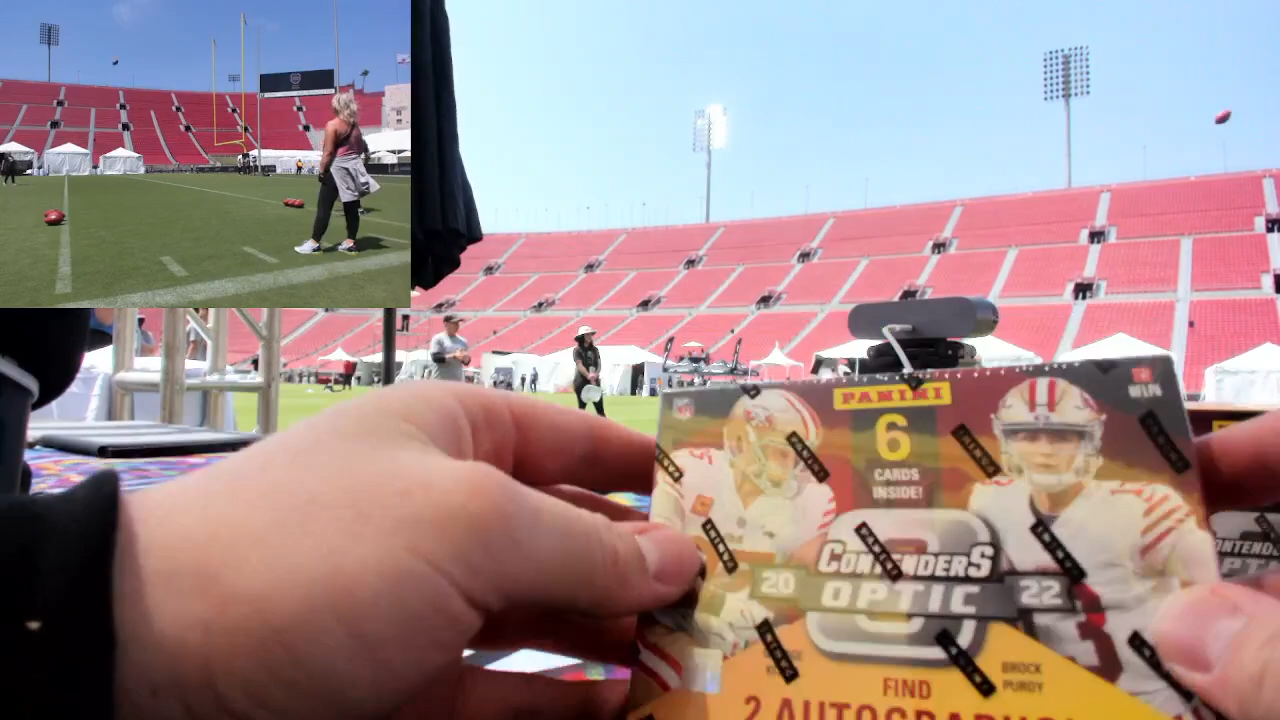 PANINI
6
CARDS
INSIDE!
CONTENDERS
20 OPTIC 22
BROCK
PURDY
FIND
2 AUTOGRAPHS